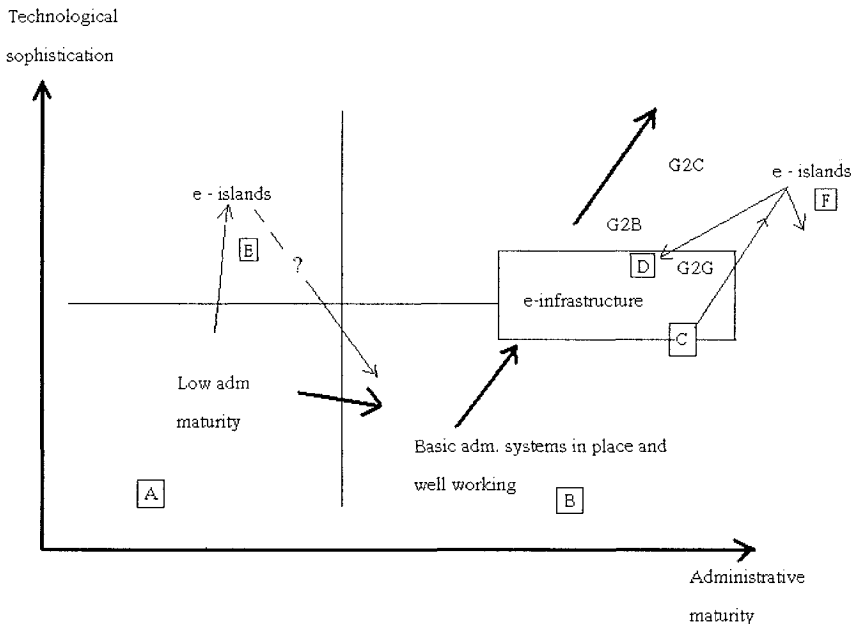 Technological
sophistication
G2C
e - islands
e - islands
F
G2B
E
?
D
G2G
e-infrastructure
C
Low adm
maturity
Basic adm. systems in place and
well working
A
B
Administrative
maturity